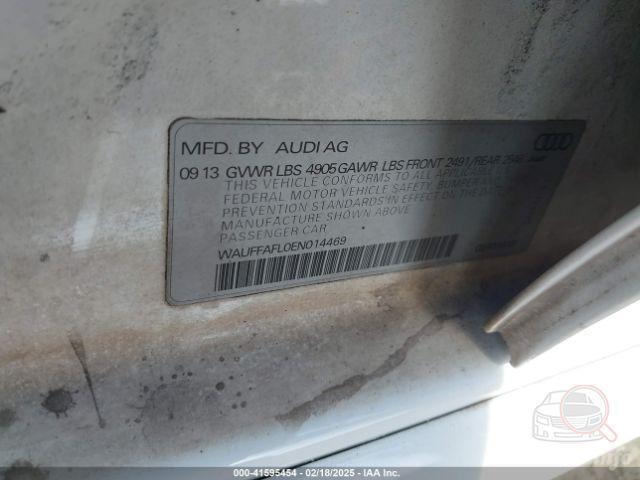 MFD. BY AUDI AG
09 13 GVWR LBS 4905 GAWR LBS FRONT 2491/REAR
THIS VEHICLE CONFORMS TO ALL APPLICABLE
FEDERAL MOTOR VEHICLE SAFETY, BUMPER AND
PREVENTION STANDARDS IN EFFECT ON THE DATE
MANUFACTURE SHOWN ABOVE
PASSENGER CAR
WAUFFAFL0EN014469
000-41595454 - 02/18/2025 - IAA Inc.
info